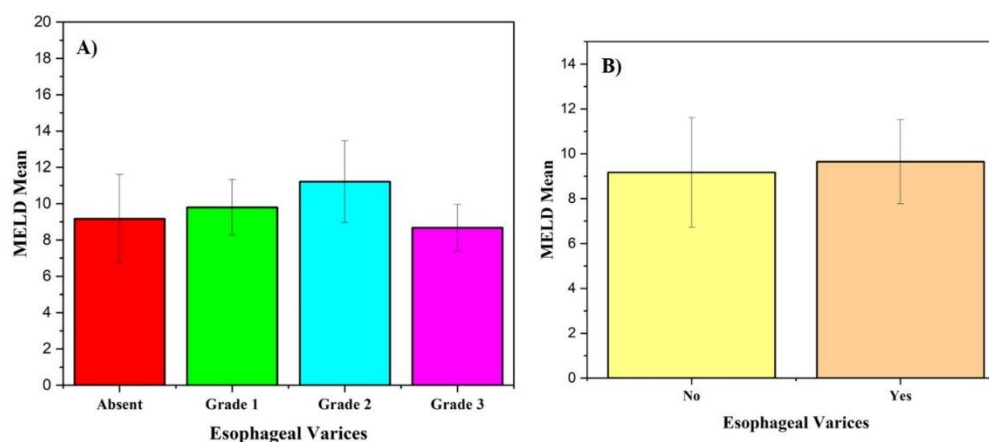 A)
MELD Mean
20
18
16
14
12
10
8
6
4
2
0
Absent Grade 1 Grade 2 Grade 3
Esophageal Varices
B)
MELD Mean
14
12
10
8
6
4
2
0
No Yes
Esophageal Varices